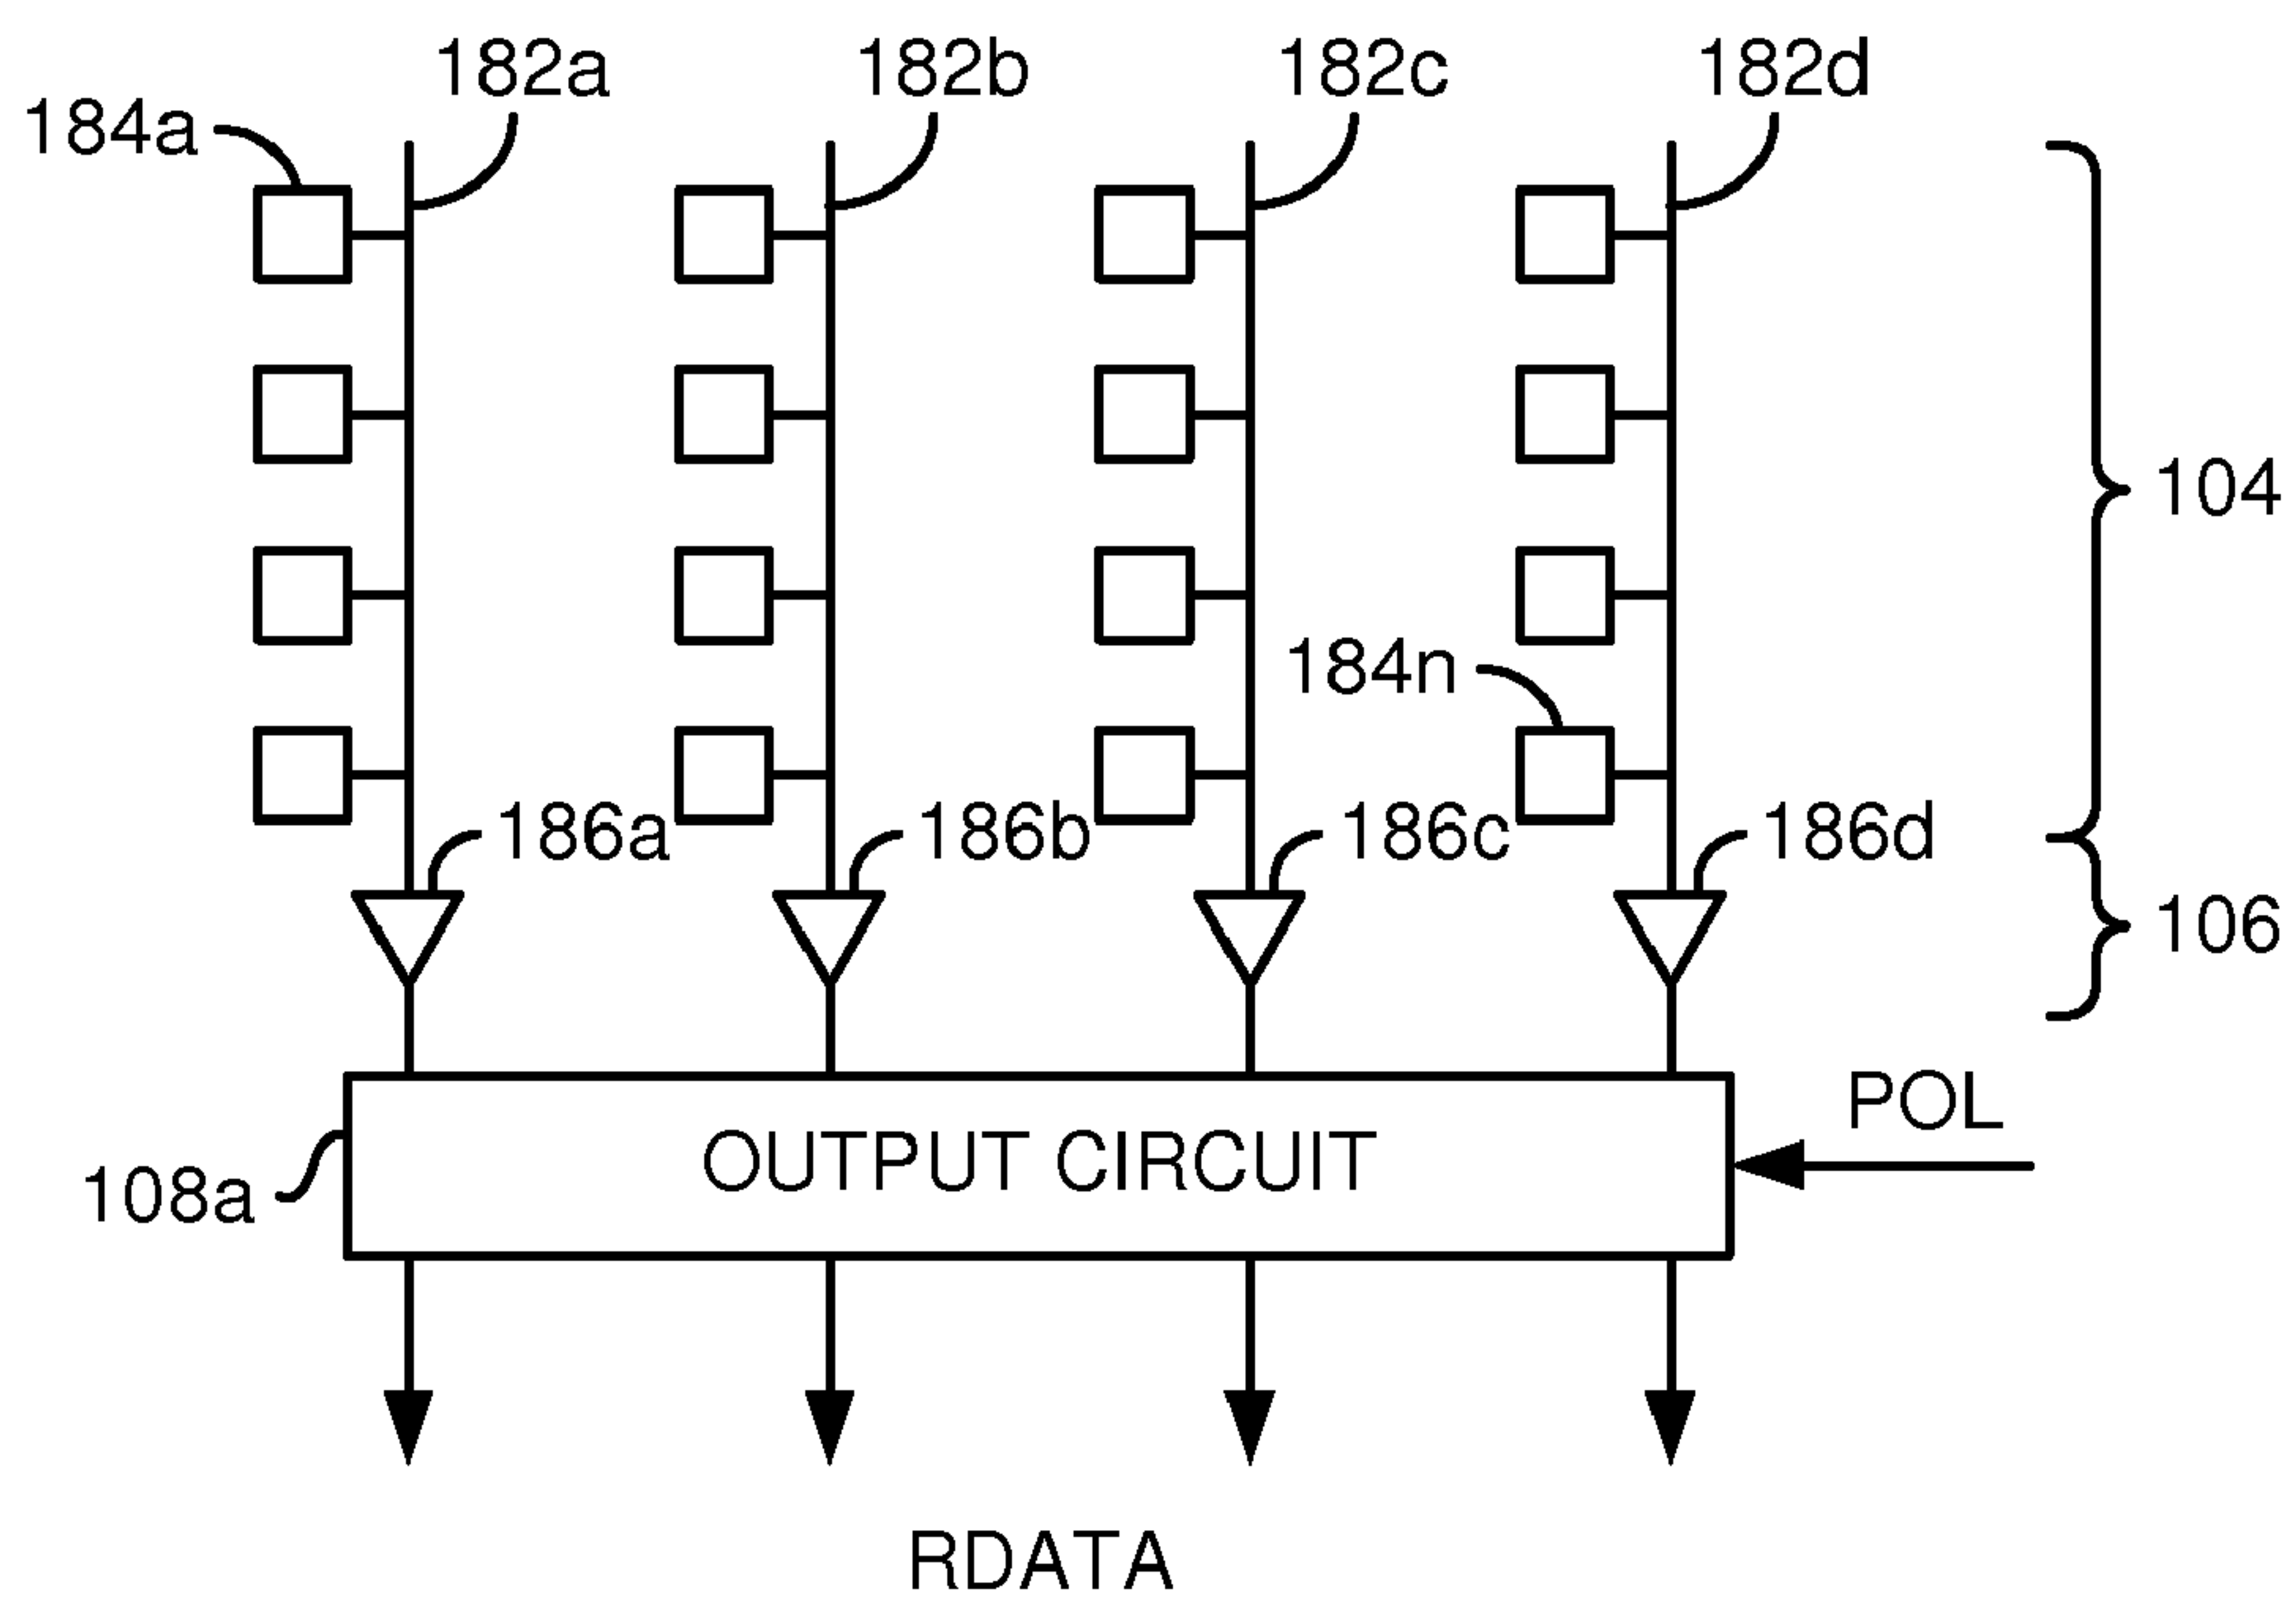 182a 182b 182c 182d
184a
104
184n
186a 186b 186c 186d
106
POL
OUTPUT CIRCUIT
108a
RDATA